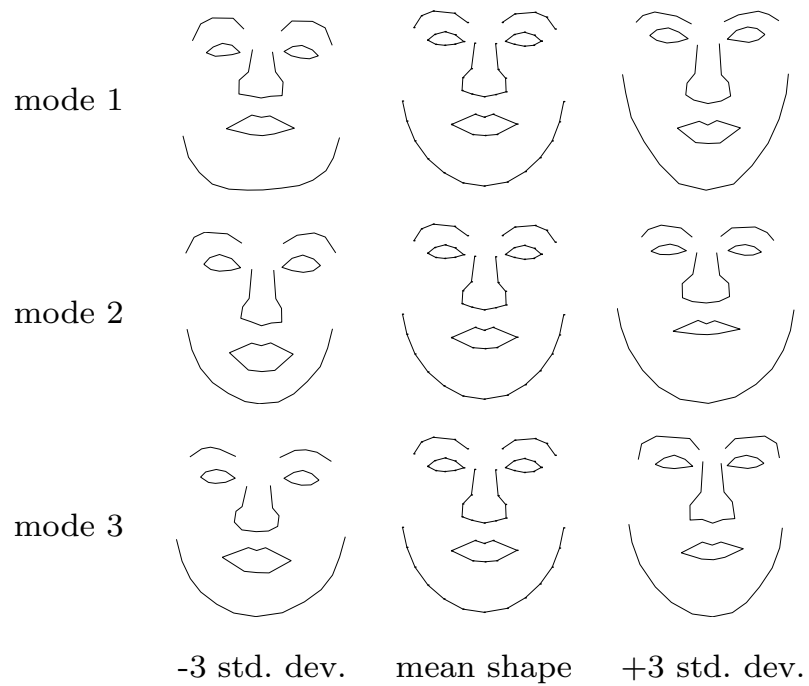 mode 1
mode 2
mode 3
-3 std. dev. mean shape +3 std. dev.